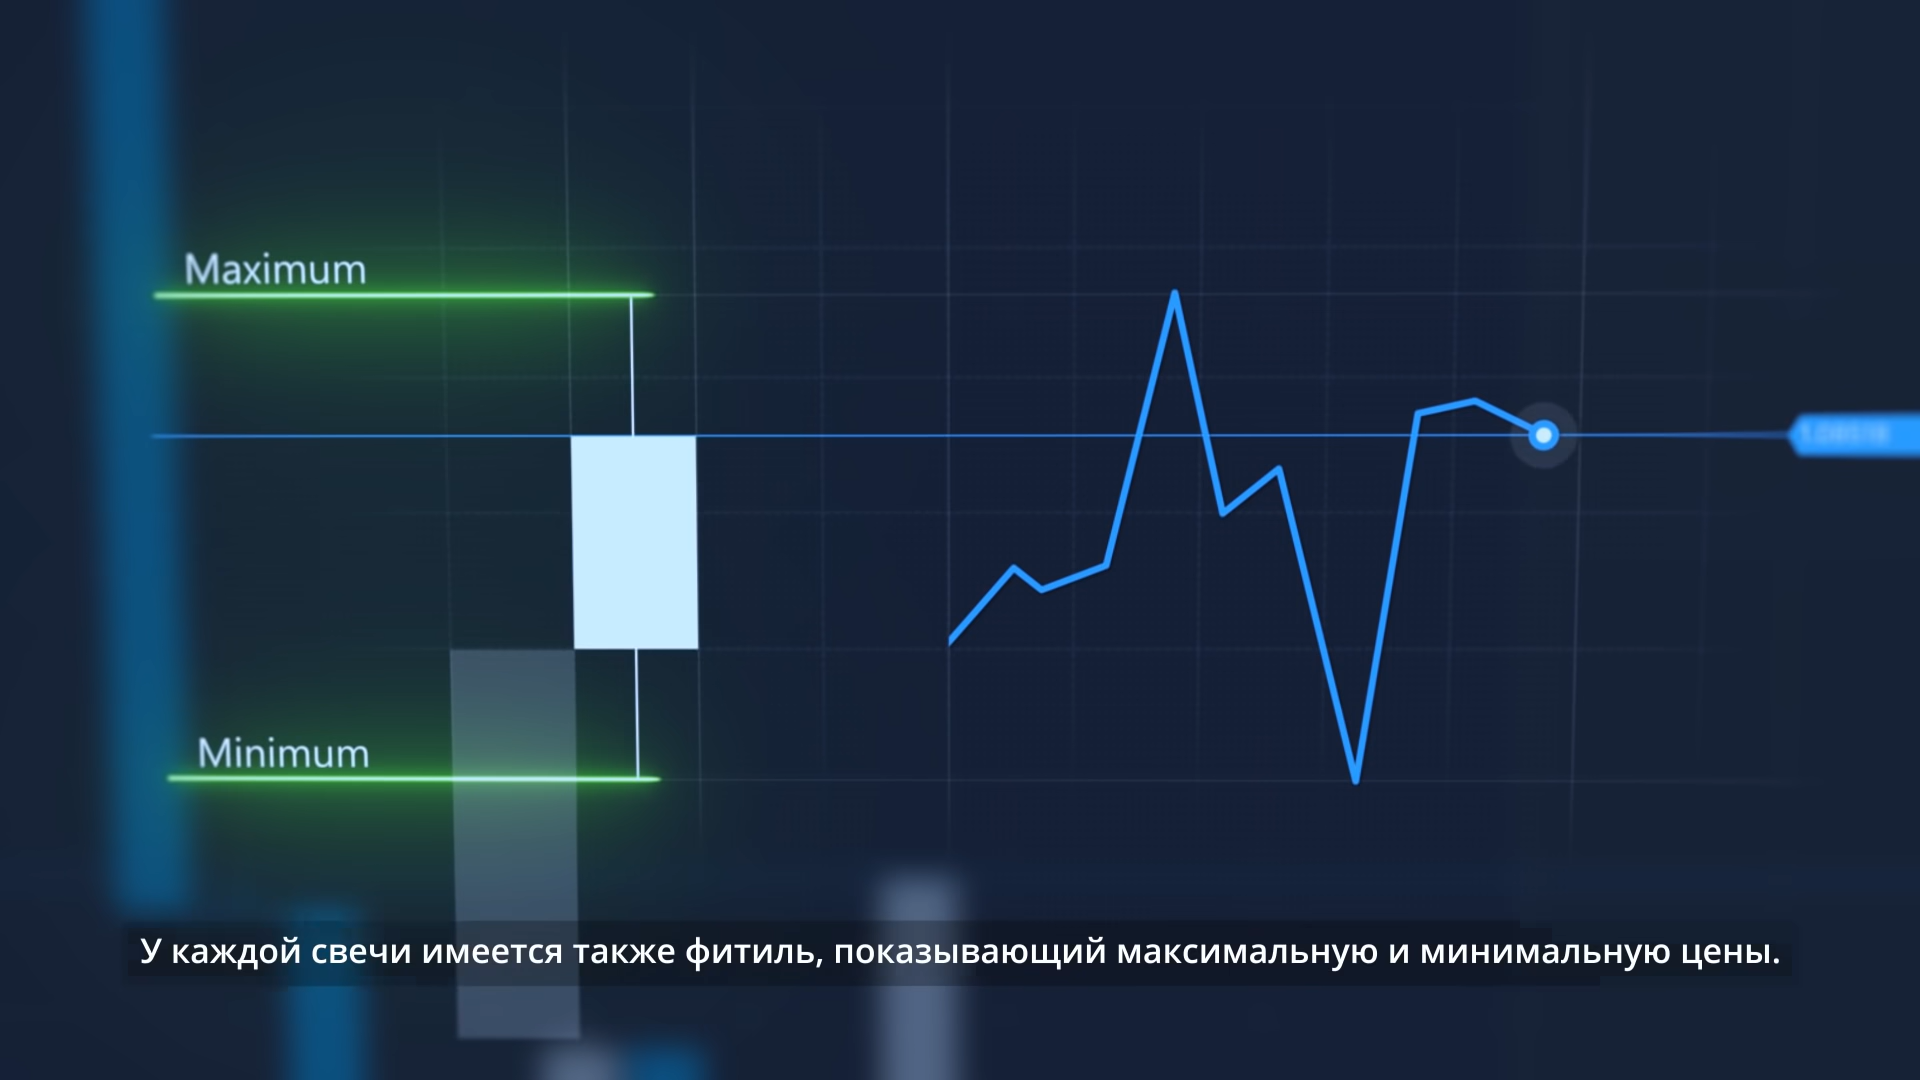 Maximum
Minimum
У каждой свечи имеется также фитиль, показывающий максимальную и минимальную цены.